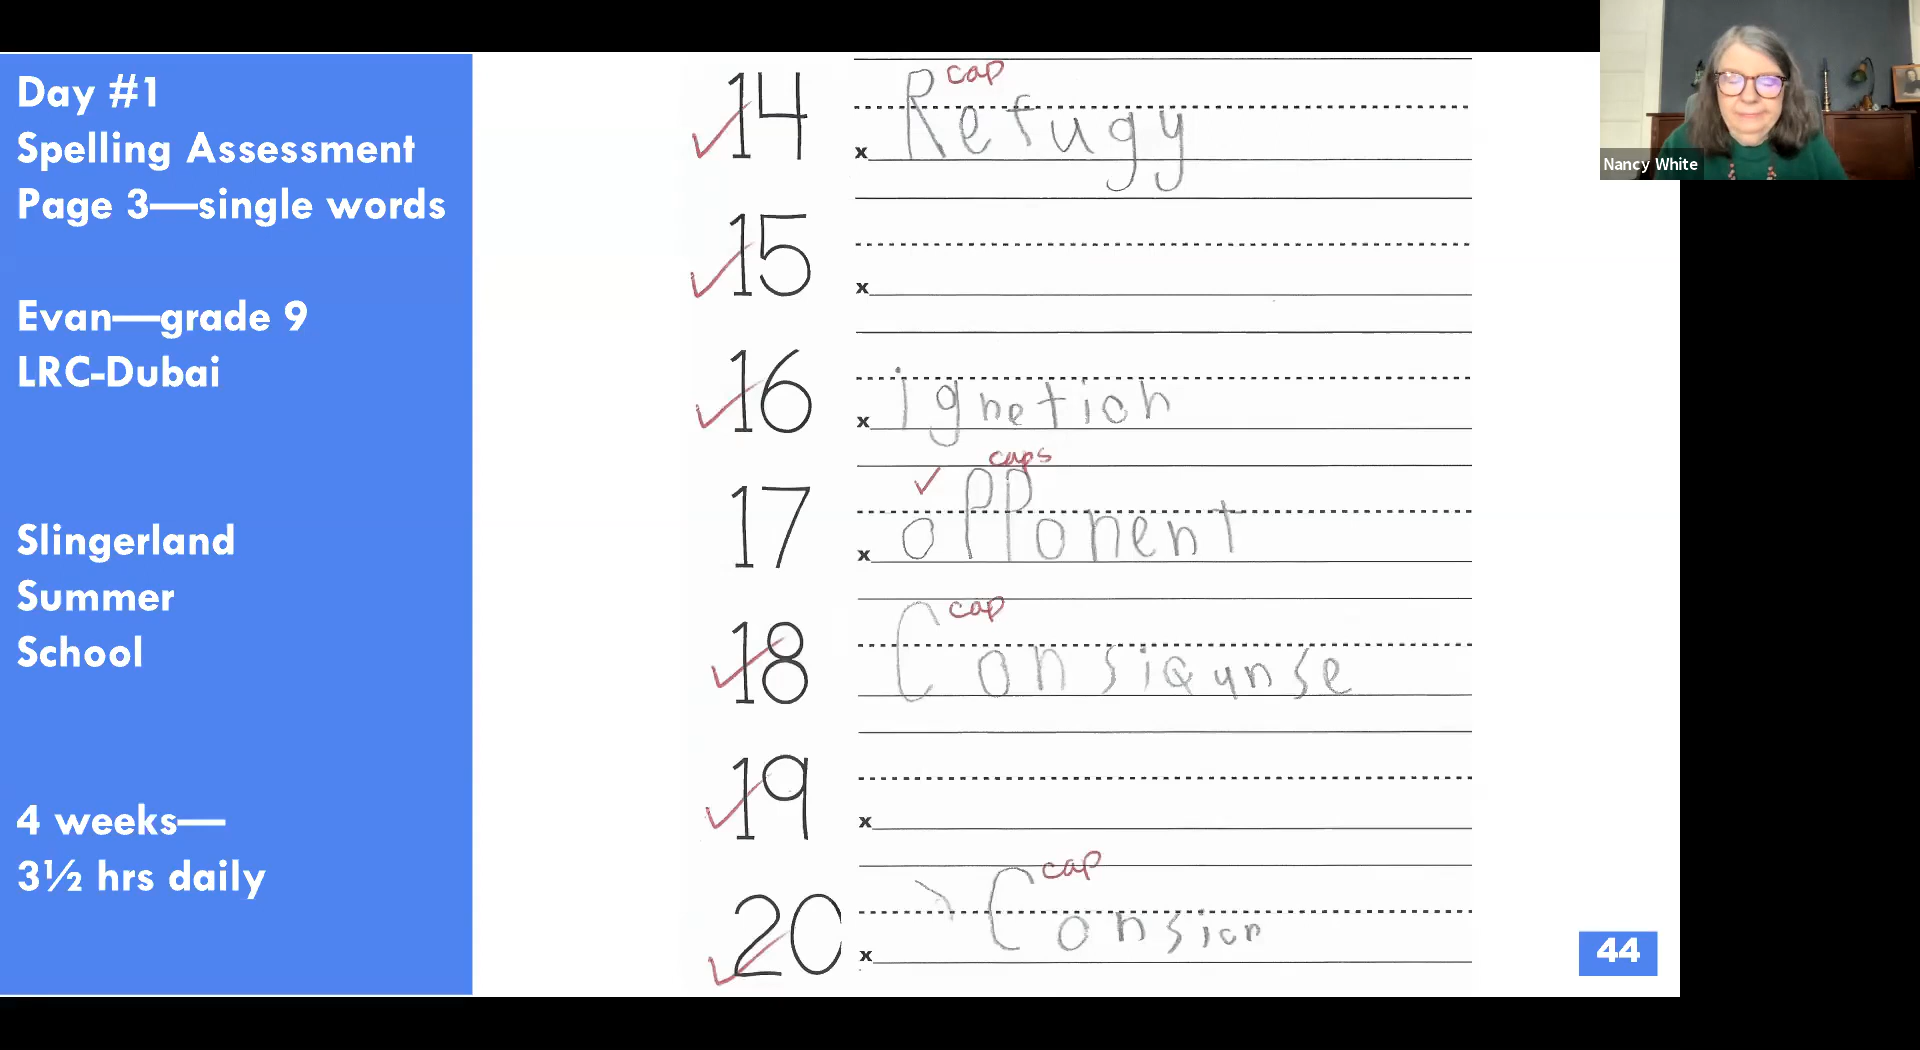 Day #1
Spelling Assessment
Page 3—single words
Evan—grade 9
LRC-Dubai
Slingerland
Summer
School
4 weeks—
3½ hrs daily
14 x Refugy cap
15 x
16 x ignetion
17 x opponent caps
18 x Consiqunse cap
19 x
20 x Consion cap
44
Nancy White